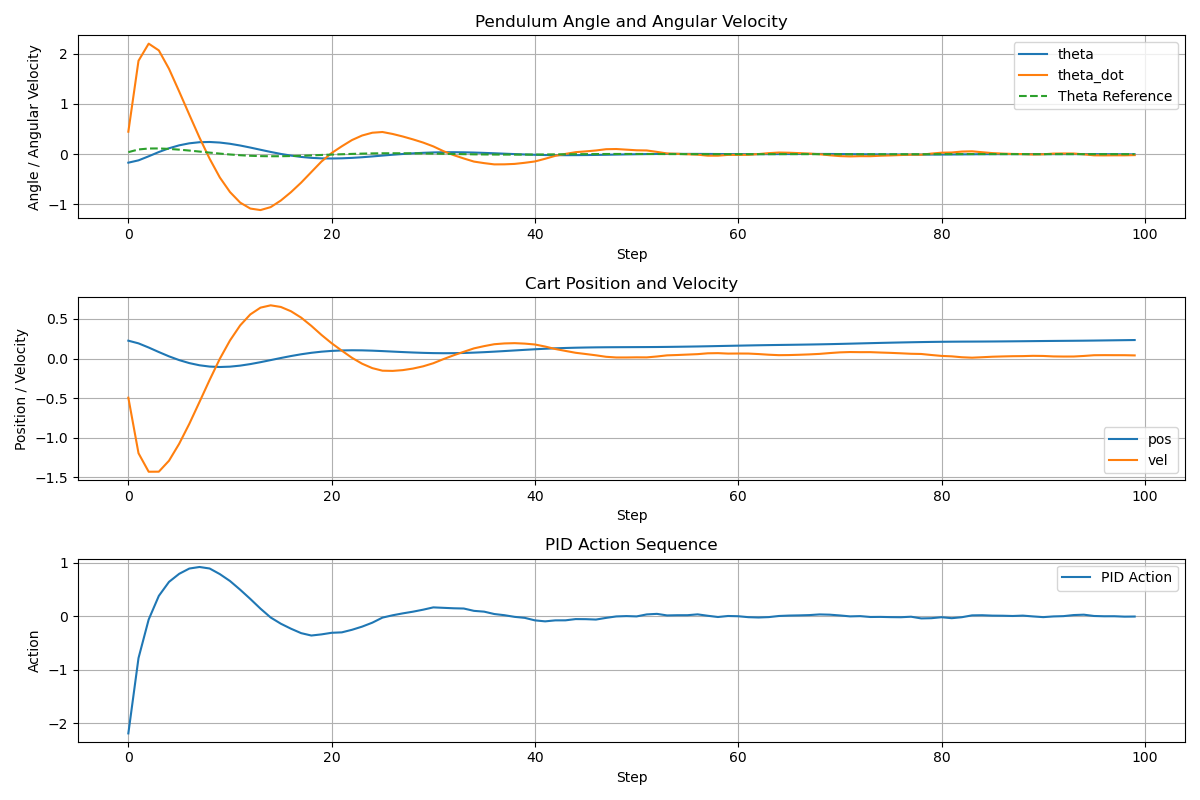 Pendulum Angle and Angular Velocity
Angle / Angular Velocity
2
1
0
−1
theta
theta_dot
Theta Reference
0 20 40 60 80 100
Step
Cart Position and Velocity
Position / Velocity
0.5
0.0
−0.5
−1.0
−1.5
pos
vel
0 20 40 60 80 100
Step
PID Action Sequence
Action
1
0
−1
−2
PID Action
0 20 40 60 80 100
Step